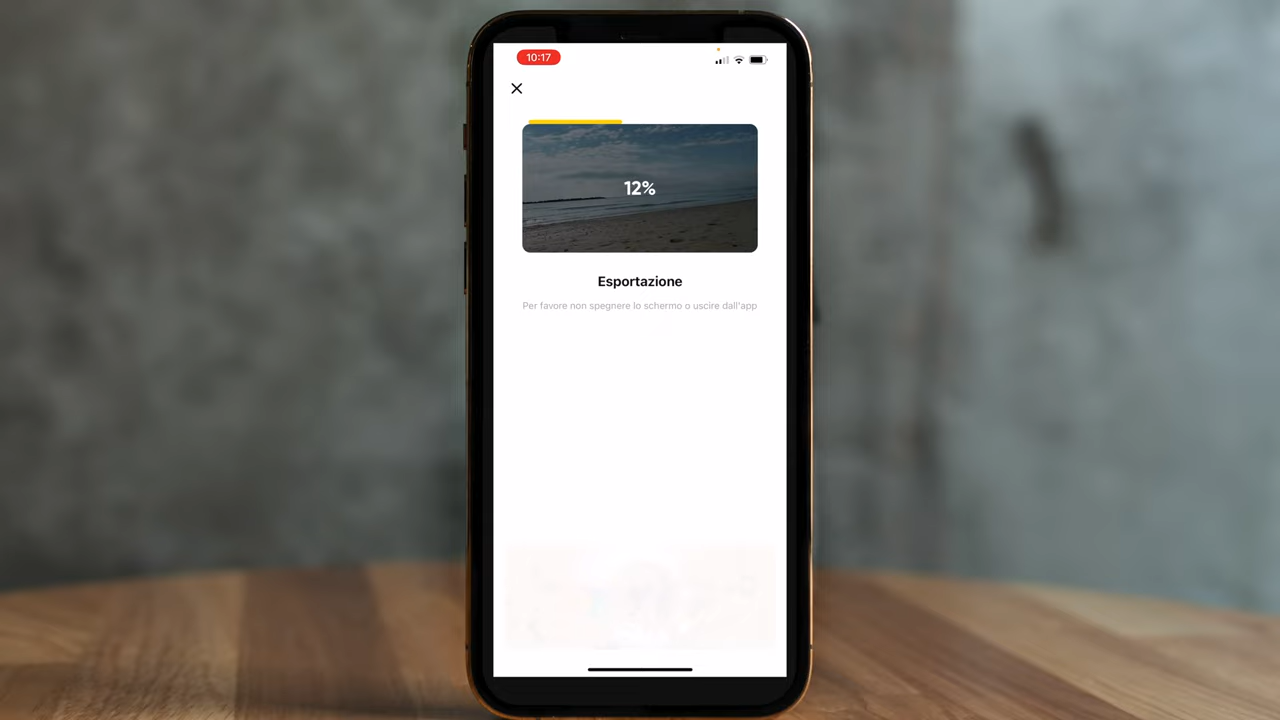 10:17
12%
Esportazione
Per favore non spegnere lo schermo o uscire dall'app